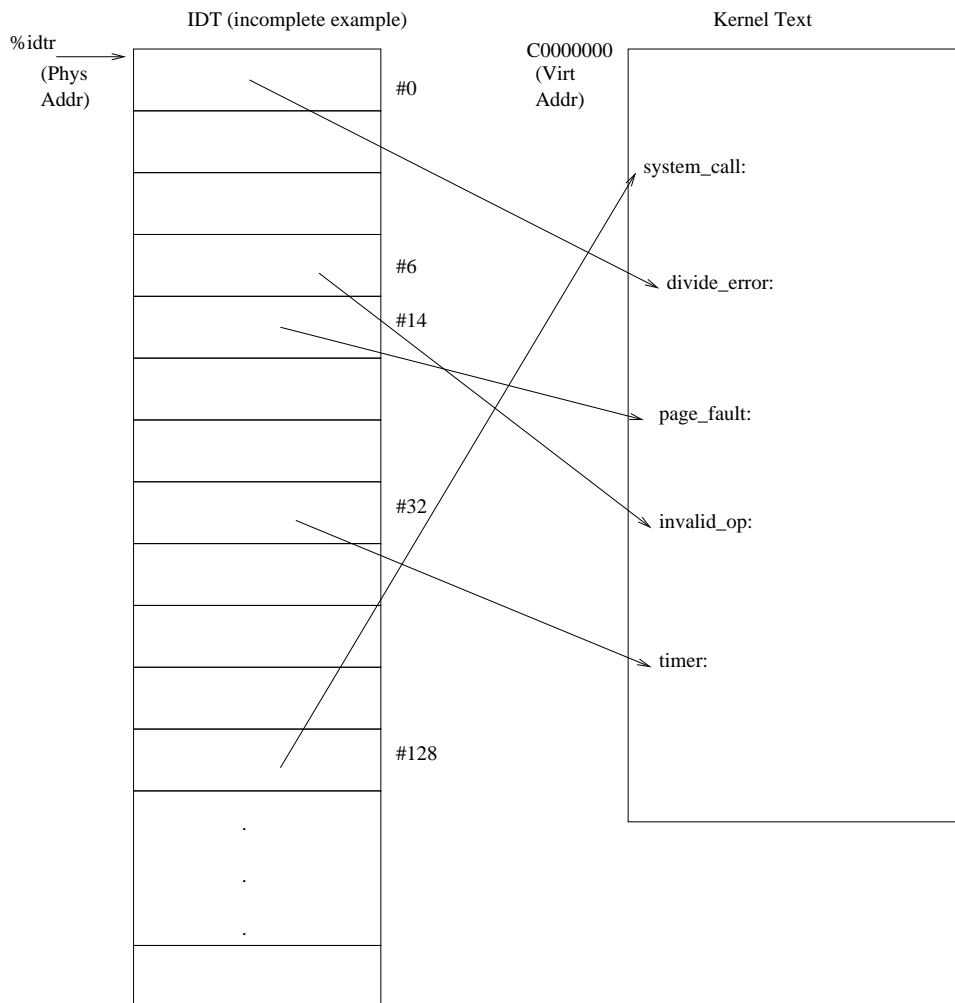 IDT (incomplete example)
Kernel Text
%idtr
(Phys
Addr)
C0000000
(Virt
Addr)
#0
system_call:
#6
divide_error:
#14
page_fault:
#32
invalid_op:
timer:
#128
.
.
.